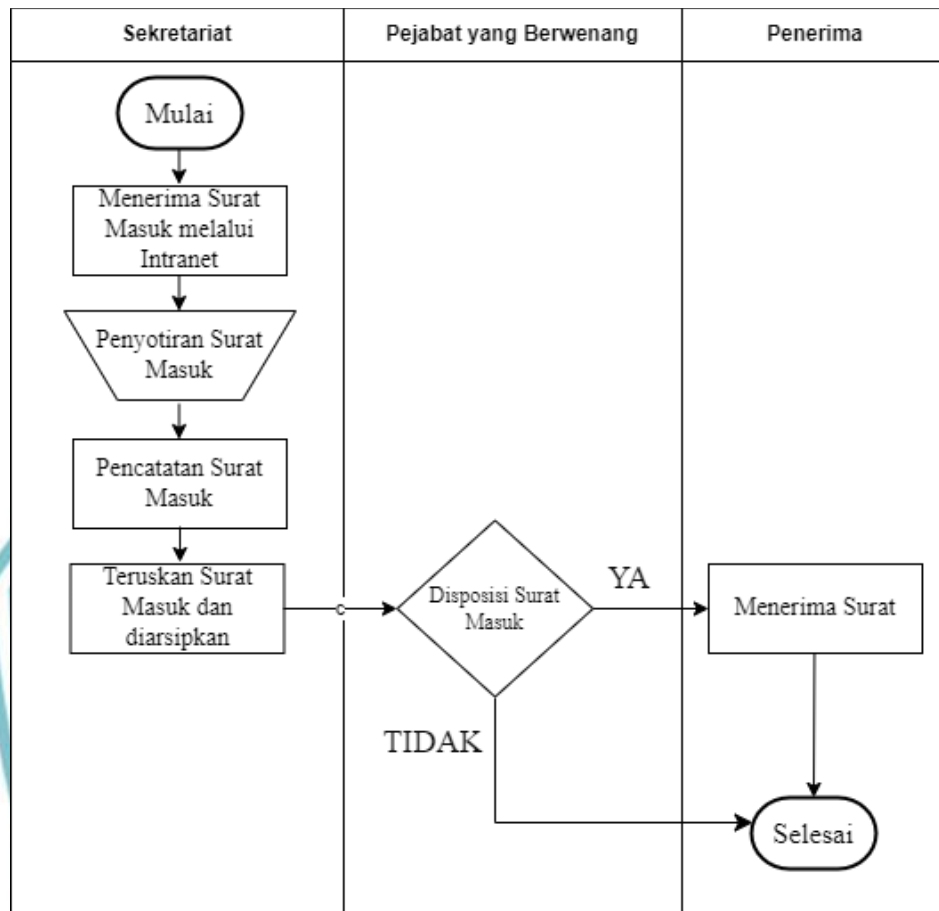 Sekretariat
Pejabat yang Berwenang
Penerima
Mulai
Menerima Surat
Masuk melalui
Intranet
Penyotiran Surat
Masuk
Pencatatan Surat
Masuk
Teruskan Surat
Masuk dan
diarsipkan
c
Disposisi Surat
Masuk
YA
Menerima Surat
TIDAK
Selesai